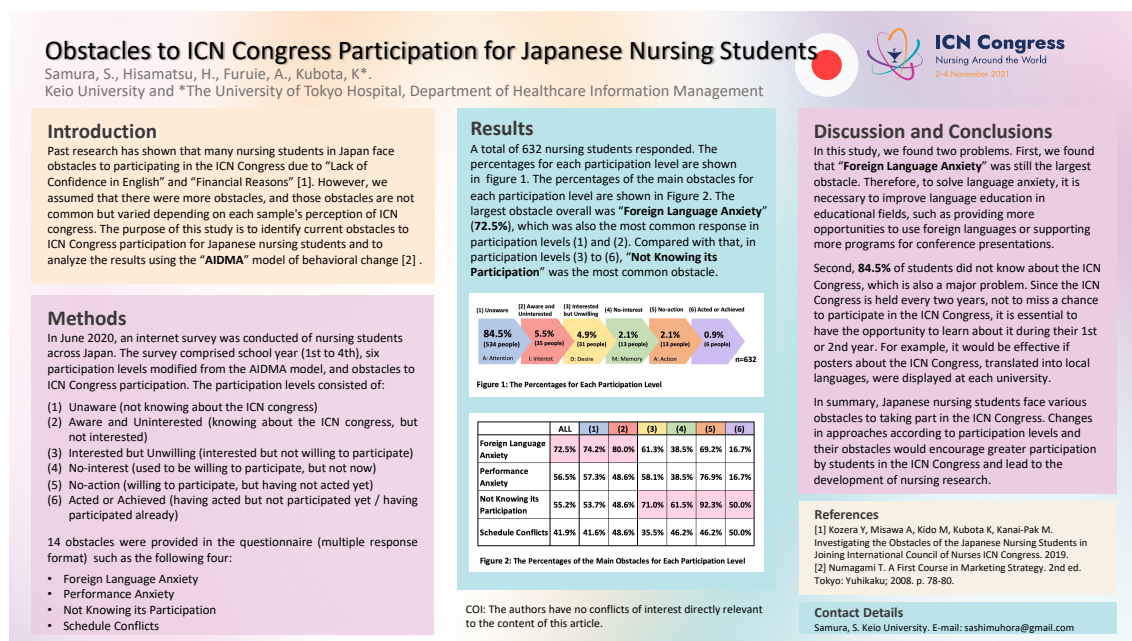 Obstacles to ICN Congress Participation for Japanese Nursing Students
Samura, S., Hisamatsu, H., Furuie, A., Kubota, K*.
Keio University and *The University of Tokyo Hospital, Department of Healthcare Information Management
ICN Congress
Nursing Around the World
2-4 November 2021
Introduction
Past research has shown that many nursing students in Japan face
obstacles to participating in the ICN Congress due to “Lack of
Confidence in English” and “Financial Reasons” [1]. However, we
assumed that there were more obstacles, and those obstacles are not
common but varied depending on each sample's perception of ICN
congress. The purpose of this study is to identify current obstacles to
ICN Congress participation for Japanese nursing students and to
analyze the results using the “AIDMA” model of behavioral change [2] .
Methods
In June 2020, an internet survey was conducted of nursing students
across Japan. The survey comprised school year (1st to 4th), six
participation levels modified from the AIDMA model, and obstacles to
ICN Congress participation. The participation levels consisted of:
(1) Unaware (not knowing about the ICN congress)
(2) Aware and Uninterested (knowing about the ICN congress, but
not interested)
(3) Interested but Unwilling (interested but not willing to participate)
(4) No-interest (used to be willing to participate, but not now)
(5) No-action (willing to participate, but having not acted yet)
(6) Acted or Achieved (having acted but not participated yet / having
participated already)
14 obstacles were provided in the questionnaire (multiple response
format) such as the following four:
• Foreign Language Anxiety
• Performance Anxiety
• Not Knowing its Participation
• Schedule Conflicts
Results
A total of 632 nursing students responded. The
percentages for each participation level are shown
in figure 1. The percentages of the main obstacles for
each participation level are shown in Figure 2. The
largest obstacle overall was “Foreign Language Anxiety”
(72.5%), which was also the most common response in
participation levels (1) and (2). Compared with that, in
participation levels (3) to (6), “Not Knowing its
Participation” was the most common obstacle.
(1) Unaware (2) Aware and Uninterested (3) Interested but Unwilling (4) No-interest (5) No-action (6) Acted or Achieved
84.5% 5.5% 4.9% 2.1% 2.1% 0.9%
(534 people) (35 people) (31 people) (13 people) (13 people) (6 people)
A: Attention I: Interest D: Desire M: Memory A: Action n=632
Figure 1: The Percentages for Each Participation Level
ALL (1) (2) (3) (4) (5) (6)
Foreign Language Anxiety 72.5% 74.2% 80.0% 61.3% 38.5% 69.2% 16.7%
Performance Anxiety 56.5% 57.3% 48.6% 58.1% 38.5% 76.9% 16.7%
Not Knowing its Participation 55.2% 53.7% 48.6% 71.0% 61.5% 92.3% 50.0%
Schedule Conflicts 41.9% 41.6% 48.6% 35.5% 46.2% 46.2% 50.0%
Figure 2: The Percentages of the Main Obstacles for Each Participation Level
COI: The authors have no conflicts of interest directly relevant
to the content of this article.
Discussion and Conclusions
In this study, we found two problems. First, we found
that “Foreign Language Anxiety” was still the largest
obstacle. Therefore, to solve language anxiety, it is
necessary to improve language education in
educational fields, such as providing more
opportunities to use foreign languages or supporting
more programs for conference presentations.
Second, 84.5% of students did not know about the ICN
Congress, which is also a major problem. Since the ICN
Congress is held every two years, not to miss a chance
to participate in the ICN Congress, it is essential to
have the opportunity to learn about it during their 1st
or 2nd year. For example, it would be effective if
posters about the Congress, translated into local
languages, were displayed at each university.
In summary, Japanese nursing students face various
obstacles to taking part in the ICN Congress. Changes
in approaches according to participation levels and
their obstacles would encourage greater participation
by students in the ICN Congress and lead to the
development of nursing research.
References
[1] Kozera Y, Misawa A, Kido M, Kubota K, Kanai-Pak M.
Investigating the Obstacles of the Japanese Nursing Students in
Joining International Council of Nurses ICN Congress. 2019.
[2] Numagami T. A First Course in Marketing Strategy. 2nd ed.
Tokyo: Yuhikaku; 2008. p. 78-80.
Contact Details
Samura, S. Keio University. E-mail: sashimuhora@gmail.com